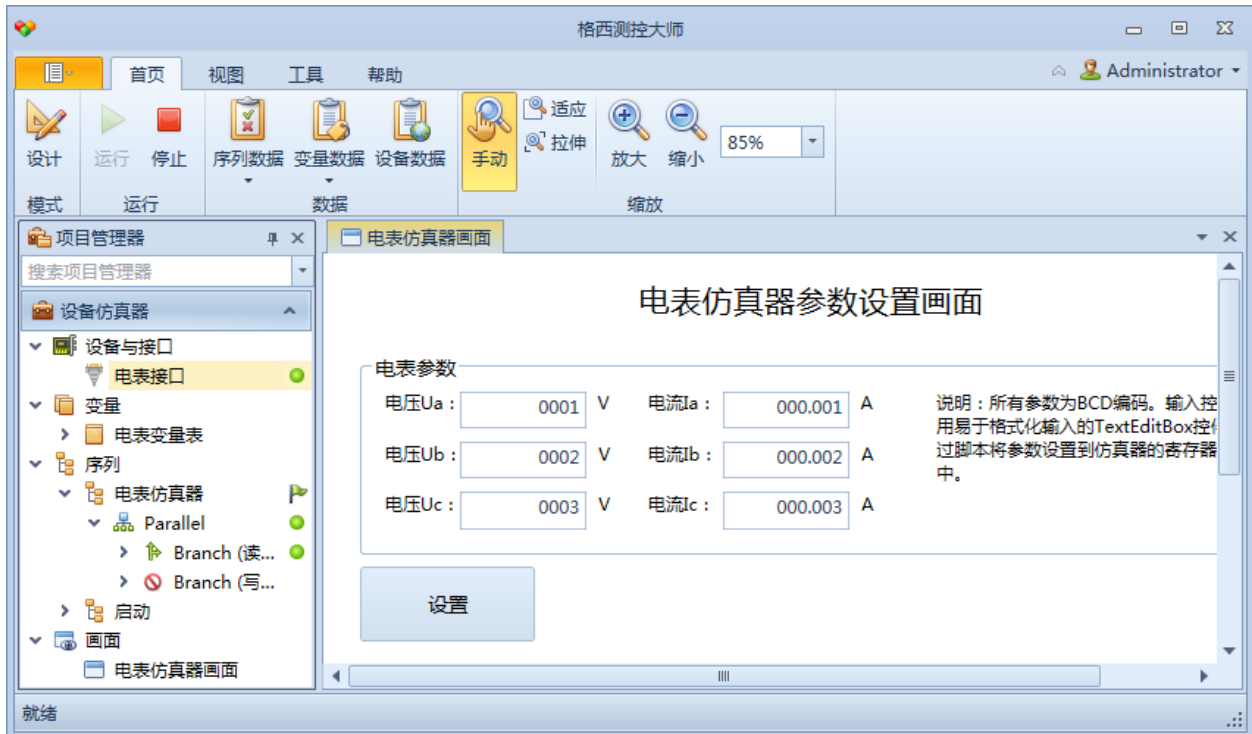 格西测控大师
首页 视图 工具 帮助 Administrator
设计 运行 停止 序列数据 变量数据 设备数据 手动 适应 拉伸 放大 缩小 85%
模式 运行 数据 缩放
项目管理器
搜索项目管理器
设备仿真器
设备与接口
电表接口
变量
电表变量表
序列
电表仿真器
Parallel
Branch (读...
Branch (写...
启动
画面
电表仿真器画面
电表仿真器画面
电表仿真器参数设置画面
电表参数
电压Ua： 0001 V 电流Ia： 000.001 A
电压Ub： 0002 V 电流Ib： 000.002 A
电压Uc： 0003 V 电流Ic： 000.003 A
说明：所有参数为BCD编码。输入控
用易于格式化输入的TextEditBox控
过脚本将参数设置到仿真器的寄存器
中。
设置
就绪